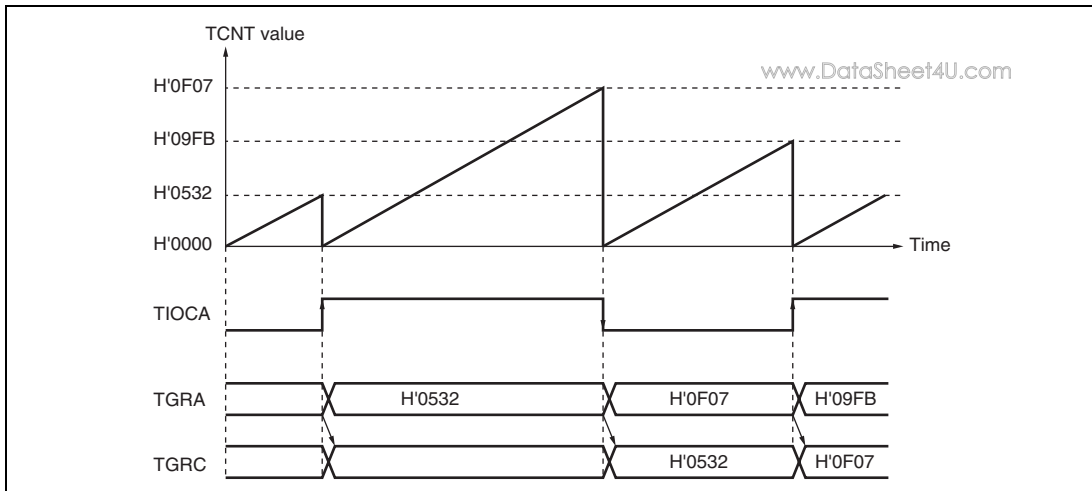 TCNT value
www.DataSheet4U.com
H'0F07
H'09FB
H'0532
H'0000
Time
TIOCA
TGRA
H'0532
H'0F07
H'09FB
TGRC
H'0532
H'0F07